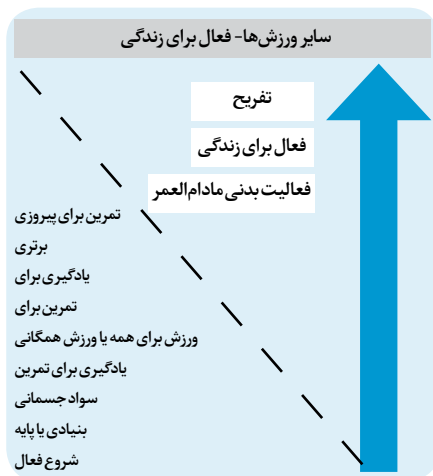 سایر ورزش‌ها- فعال برای زندگی
تفریح
فعال برای زندگی
فعالیت بدنی مادام‌العمر
تمرین برای پیروزی
برتری
یادگیری برای
تمرین برای
ورزش برای همه یا ورزش همگانی
یادگیری برای تمرین
سواد جسمانی
بنیادی یا پایه
شروع فعال